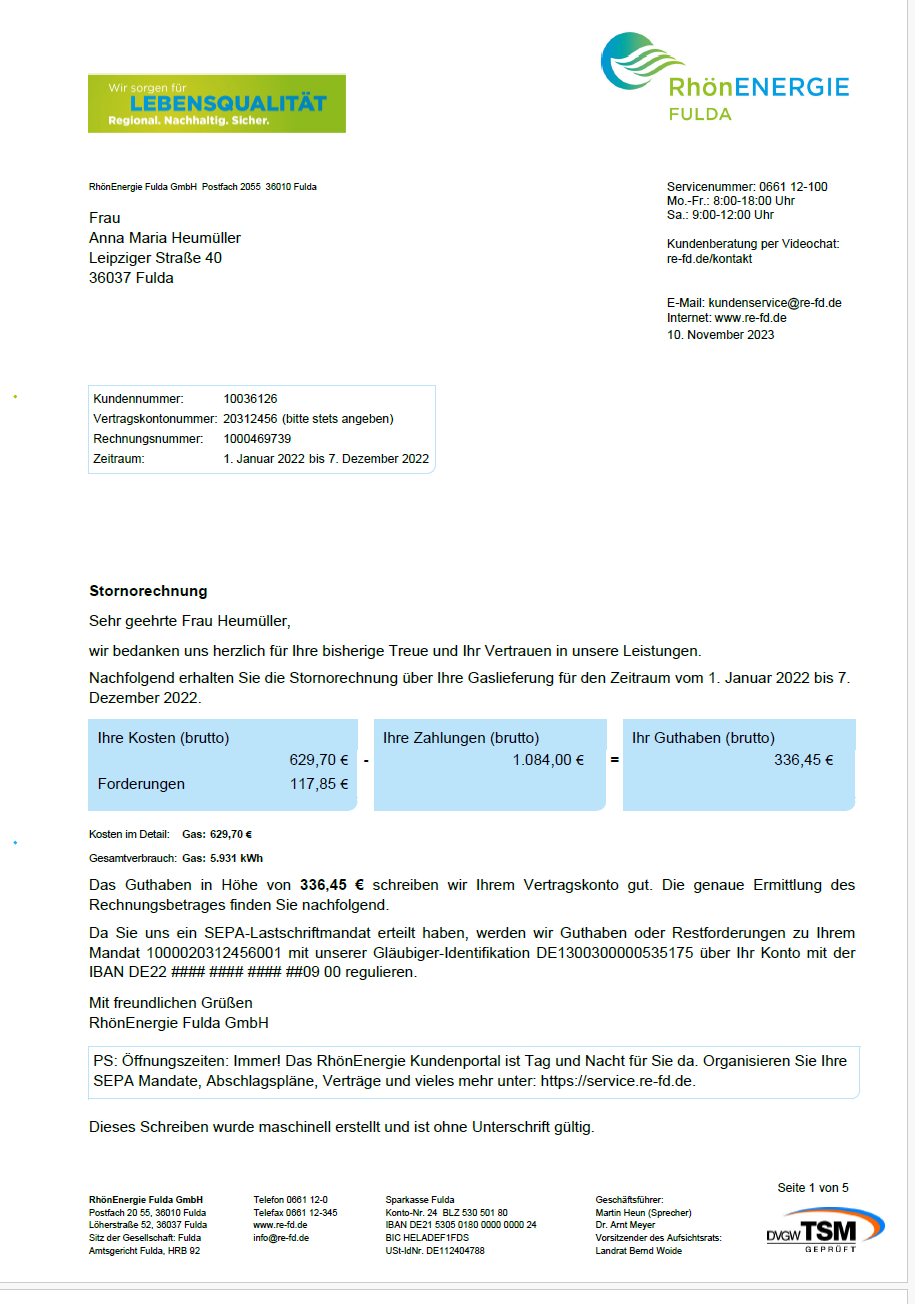 Wir sorgen für
LEBENSQUALITÄT
Regional. Nachhaltig. Sicher.
RhönENERGIE
FULDA
RhönEnergie Fulda GmbH Postfach 2055 36010 Fulda
Frau
Anna Maria Heumüller
Leipziger Straße 40
36037 Fulda
Servicenummer: 0661 12-100
Mo.-Fr.: 8:00-18:00 Uhr
Sa.: 9:00-12:00 Uhr
Kundenberatung per Videochat:
re-fd.de/kontakt
E-Mail: kundenservice@re-fd.de
Internet: www.re-fd.de
10. November 2023
Kundennummer: 10036126
Vertragskontonummer: 20312456 (bitte stets angeben)
Rechnungsnummer: 1000469739
Zeitraum: 1. Januar 2022 bis 7. Dezember 2022
Stornorechnung
Sehr geehrte Frau Heumüller,
wir bedanken uns herzlich für Ihre bisherige Treue und Ihr Vertrauen in unsere Leistungen.
Nachfolgend erhalten Sie die Stornorechnung über Ihre Gaslieferung für den Zeitraum vom 1. Januar 2022 bis 7.
Dezember 2022.
Ihre Kosten (brutto) Ihre Zahlungen (brutto) Ihr Guthaben (brutto)
629,70 € - 1.084,00 € = 336,45 €
Forderungen 117,85 €
Kosten im Detail: Gas: 629,70 €
Gesamtverbrauch: Gas: 5.931 kWh
Das Guthaben in Höhe von 336,45 € schreiben wir Ihrem Vertragskonto gut. Die genaue Ermittlung des
Rechnungsbetrages finden Sie nachfolgend.
Da Sie uns ein SEPA-Lastschriftmandat erteilt haben, werden wir Guthaben oder Restforderungen zu Ihrem
Mandat 1000020312456001 mit unserer Gläubiger-Identifikation DE1300300000535175 über Ihr Konto mit der
IBAN DE22 #### #### #### ##09 00 regulieren.
Mit freundlichen Grüßen
RhönEnergie Fulda GmbH
PS: Öffnungszeiten: Immer! Das RhönEnergie Kundenportal ist Tag und Nacht für Sie da. Organisieren Sie Ihre
SEPA Mandate, Abschlagspläne, Verträge und vieles mehr unter: https://service.re-fd.de.
Dieses Schreiben wurde maschinell erstellt und ist ohne Unterschrift gültig.
Seite 1 von 5
RhönEnergie Fulda GmbH
Postfach 20 55, 36010 Fulda
Löherstraße 52, 36037 Fulda
Sitz der Gesellschaft: Fulda
Amtsgericht Fulda, HRB 92
Telefon 0661 12-0
Telefax 0661 12-345
www.re-fd.de
info@re-fd.de
Sparkasse Fulda
Konto-Nr. 24 BLZ 530 501 80
IBAN DE21 5305 0180 0000 0000 24
BIC HELADEF1FDS
USt-IdNr. DE112404788
Geschäftsführer:
Martin Heun (Sprecher)
Dr. Arnt Meyer
Vorsitzender des Aufsichtsrats:
Landrat Bernd Woide
DVGW TSM
GEPRÜFT